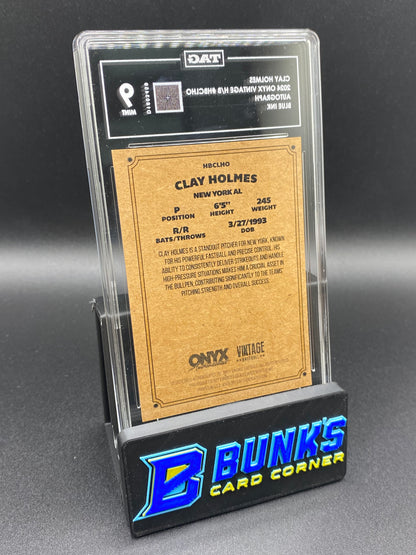 TAG
CLAY HOLMES
2024 ONYX VINTAGE H/B #HBCLHO
AUTOGRAPH
BLUE INK
9
MINT
HBCLHO
CLAY HOLMES
NEW YORK AL
P 6'5" 245
POSITION HEIGHT WEIGHT
R/R 3/27/1993
BATS/THROWS DOB
CLAY HOLMES IS A STANDOUT PITCHER FOR NEW YORK, KNOWN
FOR HIS POWERFUL FASTBALL AND PRECISE CONTROL. HIS
ABILITY TO CONSISTENTLY DELIVER STRIKEOUTS AND HANDLE
HIGH-PRESSURE SITUATIONS MAKES HIM A CRUCIAL ASSET IN
THE BULLPEN, CONTRIBUTING SIGNIFICANTLY TO THE TEAMS'
PITCHING STRENGTH AND OVERALL SUCCESS.
ONYX VINTAGE
BUNK'S
CARD CORNER